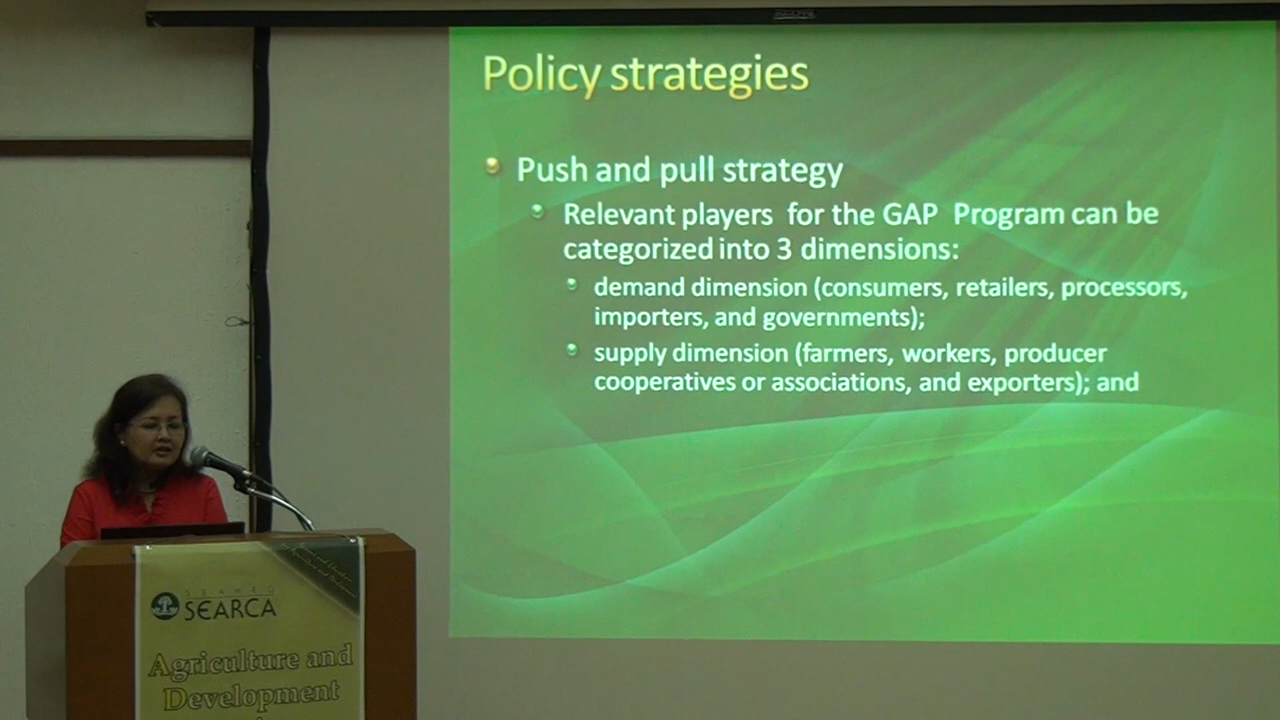 Policy strategies
Push and pull strategy
Relevant players for the GAP Program can be
categorized into 3 dimensions:
demand dimension (consumers, retailers, processors,
importers, and governments);
supply dimension (farmers, workers, producer
cooperatives or associations, and exporters); and
SEAMEO
SEARCA
Agriculture and
Development